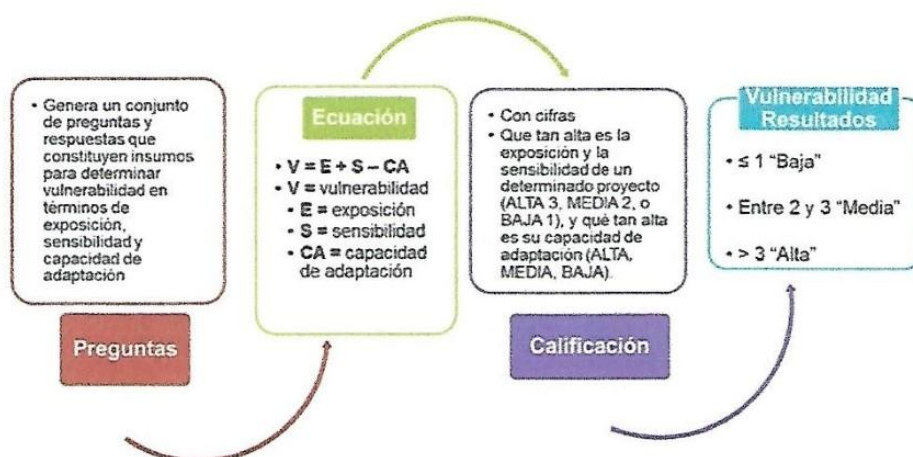 • Genera un conjunto
de preguntas y
respuestas que
constituyen insumos
para determinar
vulnerabilidad en
términos de
exposición,
sensibilidad y
capacidad de
adaptación
Preguntas
Ecuación
• V = E + S – CA
• V = vulnerabilidad
• E = exposición
• S = sensibilidad
• CA = capacidad
de adaptación
• Con cifras
• Que tan alta es la
exposición y la
sensibilidad de un
determinado proyecto
(ALTA 3, MEDIA 2, o
BAJA 1), y qué tan alta
es su capacidad de
adaptación (ALTA,
MEDIA, BAJA).
Calificación
Vulnerabilidad
Resultados
• ≤ 1 “Baja”
• Entre 2 y 3 “Media”
• > 3 “Alta”